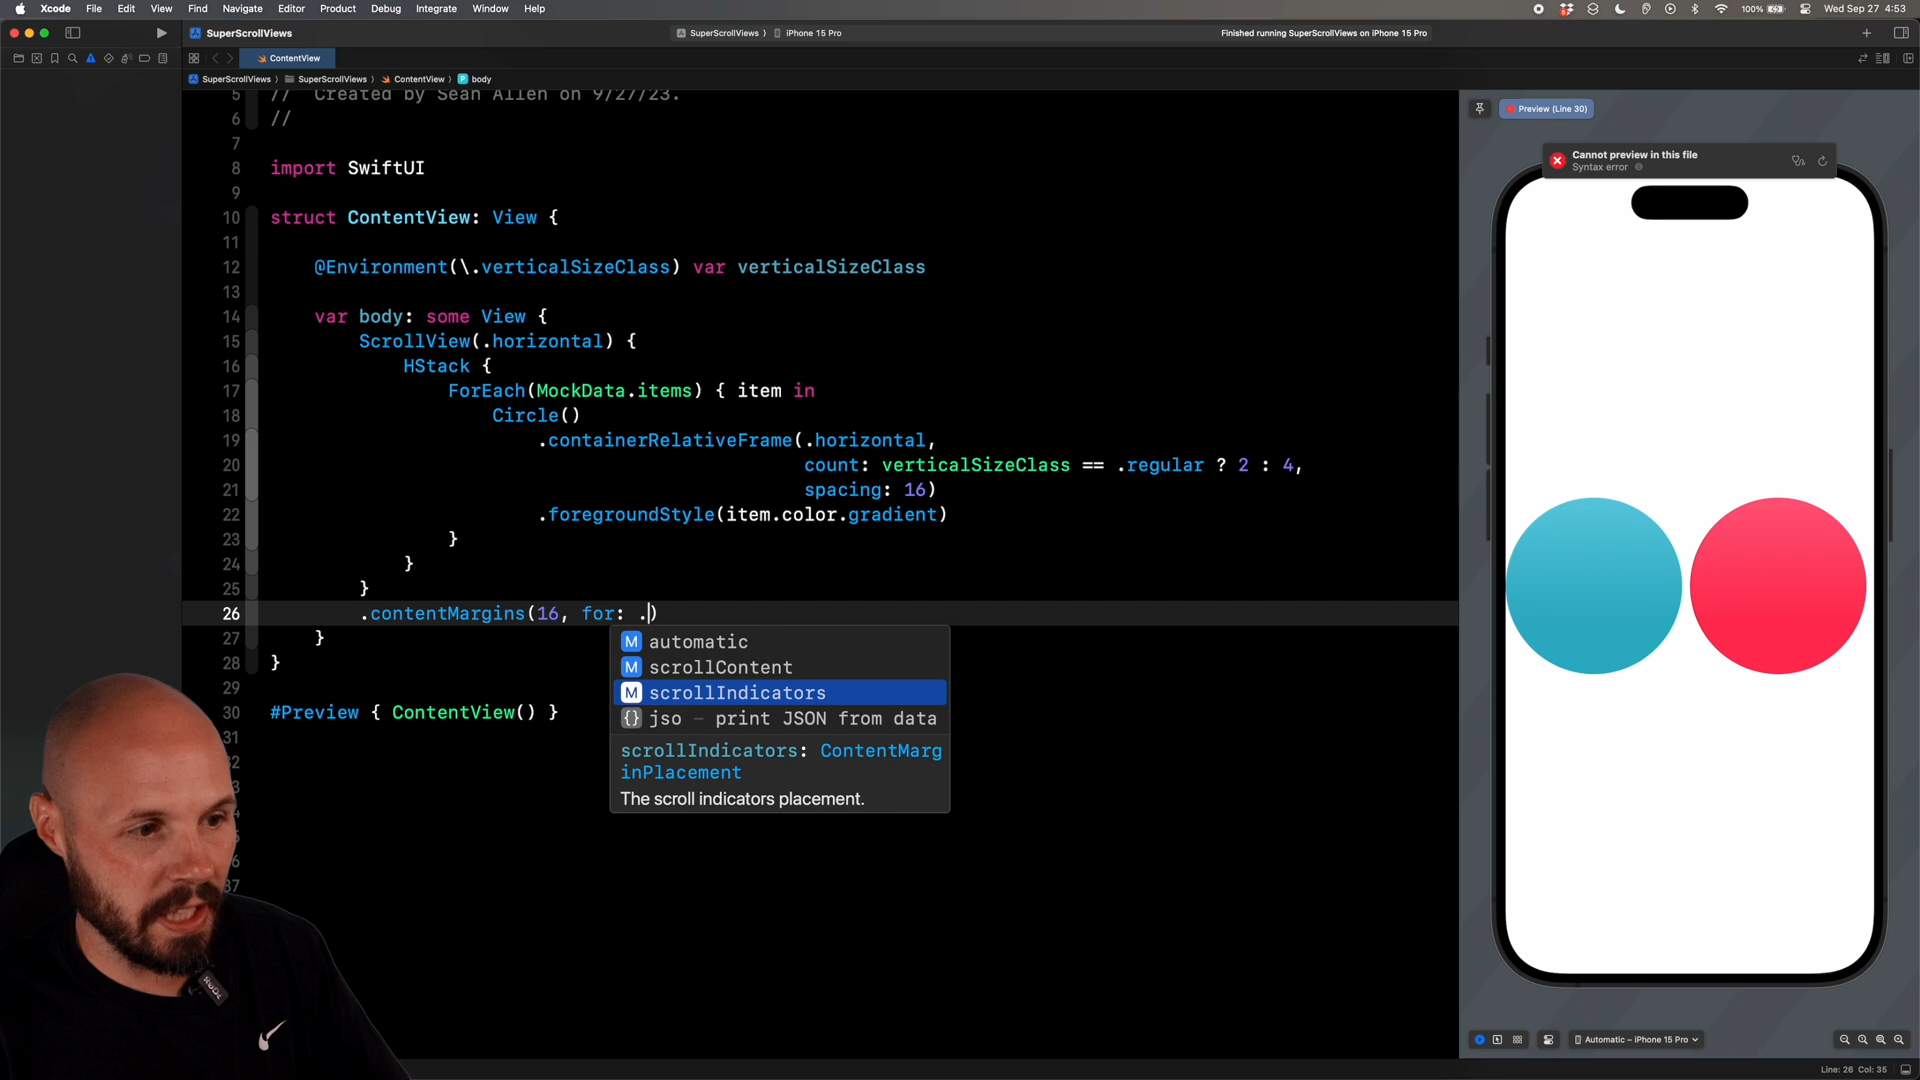 Xcode File Edit View Find Navigate Editor Product Debug Integrate Window Help 100% Wed Sep 27 4:53
SuperScrollViews SuperScrollViews iPhone 15 Pro Finished running SuperScrollViews on iPhone 15 Pro
ContentView
SuperScrollViews SuperScrollViews ContentView body
5 // Created by Sean Allen on 9/27/23.
6 //
7
8 import SwiftUI
9
10 struct ContentView: View {
11
12 @Environment(\.verticalSizeClass) var verticalSizeClass
13
14 var body: some View {
15 ScrollView(.horizontal) {
16 HStack {
17 ForEach(MockData.items) { item in
18 Circle()
19 .containerRelativeFrame(.horizontal,
20 count: verticalSizeClass == .regular ? 2 : 4,
21 spacing: 16)
22 .foregroundStyle(item.color.gradient)
23 }
24 }
25 }
26 .contentMargins(16, for: .)
27 }
28 }
29
30 #Preview { ContentView() }
31
37
M automatic
M scrollContent
M scrollIndicators
{} jso – print JSON from data
scrollIndicators: ContentMarg
inPlacement
The scroll indicators placement.
Preview (Line 30)
Cannot preview in this file
Syntax error
Automatic – iPhone 15 Pro
Line: 26 Col: 35
RØDE